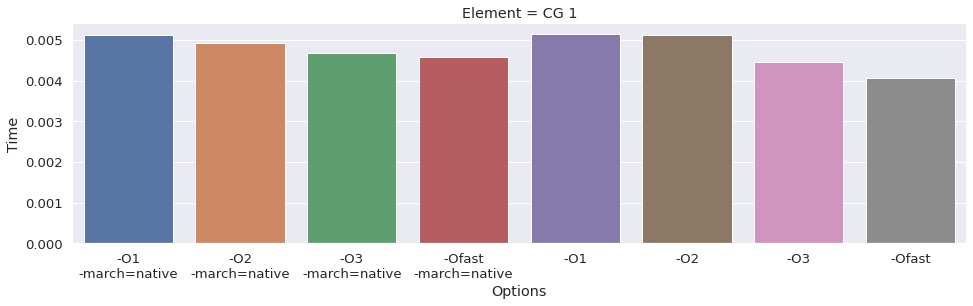 Element = CG 1
Time
0.005
0.004
0.003
0.002
0.001
0.000
-O1
-march=native
-O2
-march=native
-O3
-march=native
-Ofast
-march=native
-O1
-O2
-O3
-Ofast
Options